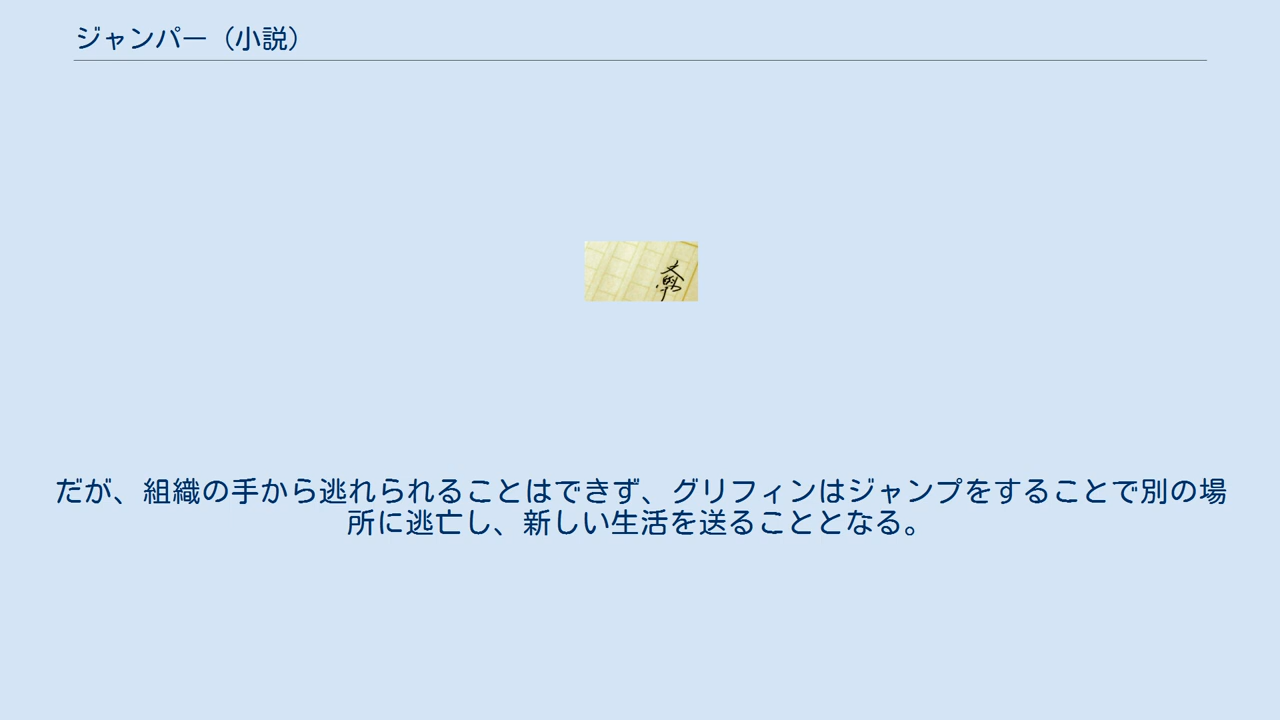 ジャンパー（小説）
だが、組織の手から逃れられることはできず、グリフィンはジャンプをすることで別の場
所に逃亡し、新しい生活を送ることとなる。